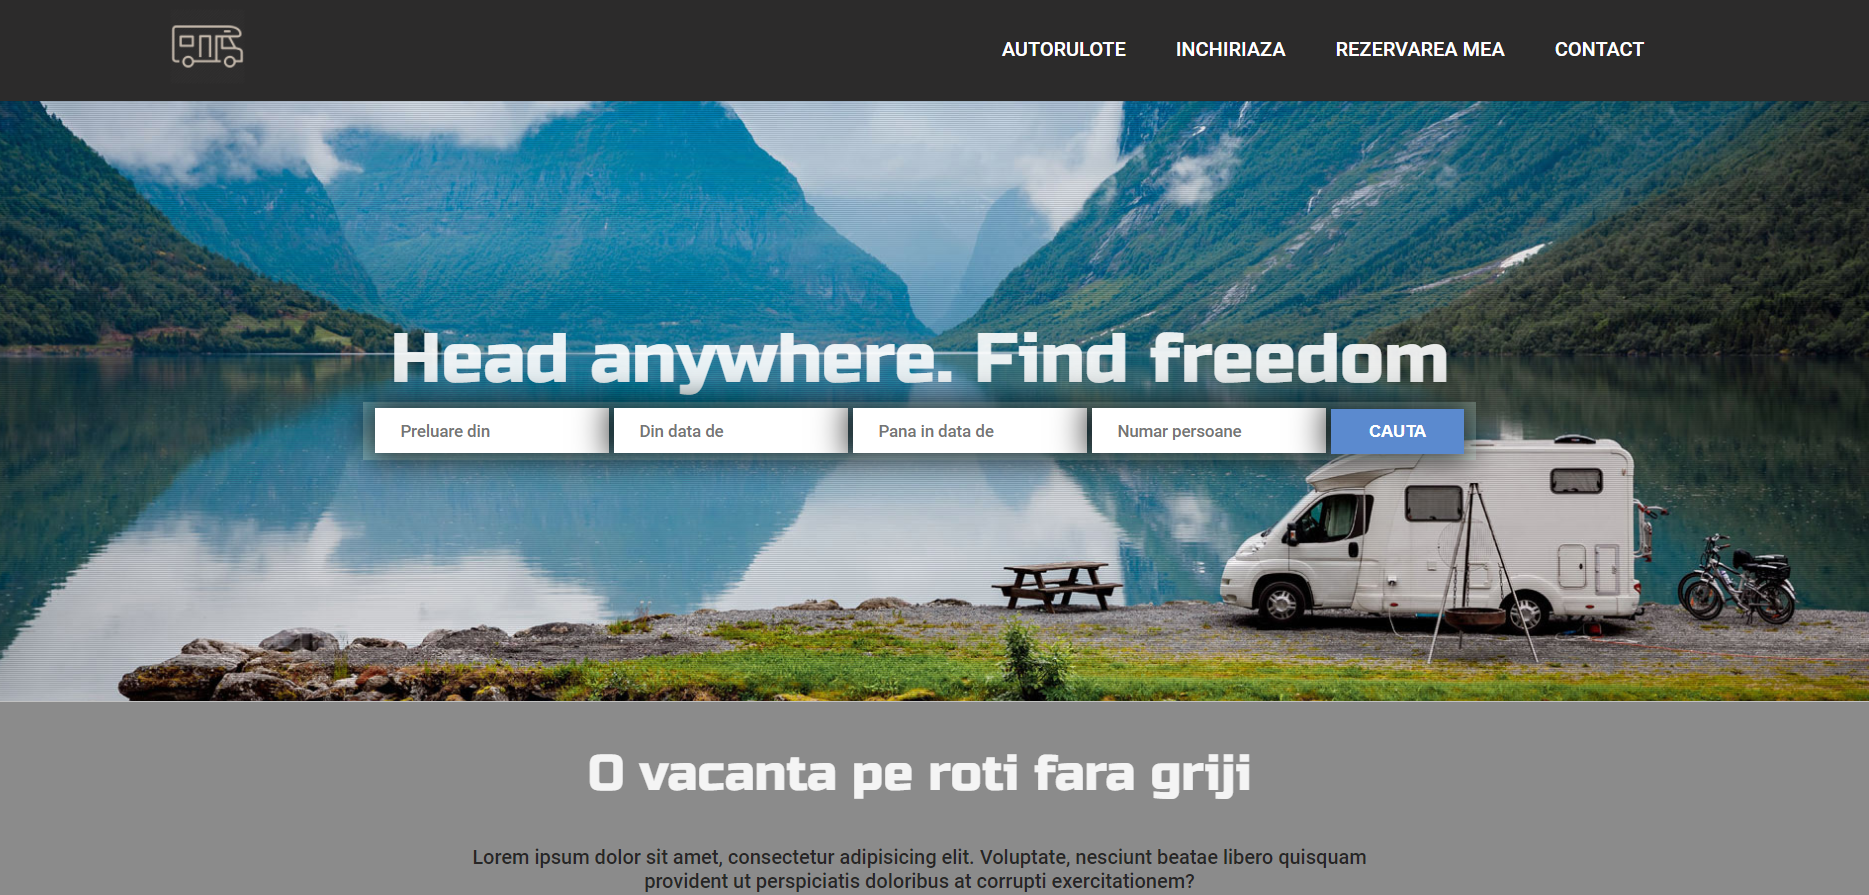 AUTORULOTE INCHIRIAZA REZERVAREA MEA CONTACT
Head anywhere. Find freedom
Preluare din Din data de Pana in data de Numar persoane CAUTA
O vacanta pe roti fara griji
Lorem ipsum dolor sit amet, consectetur adipisicing elit. Voluptate, nesciunt beatae libero quisquam
provident ut perspiciatis doloribus at corrupti exercitationem?